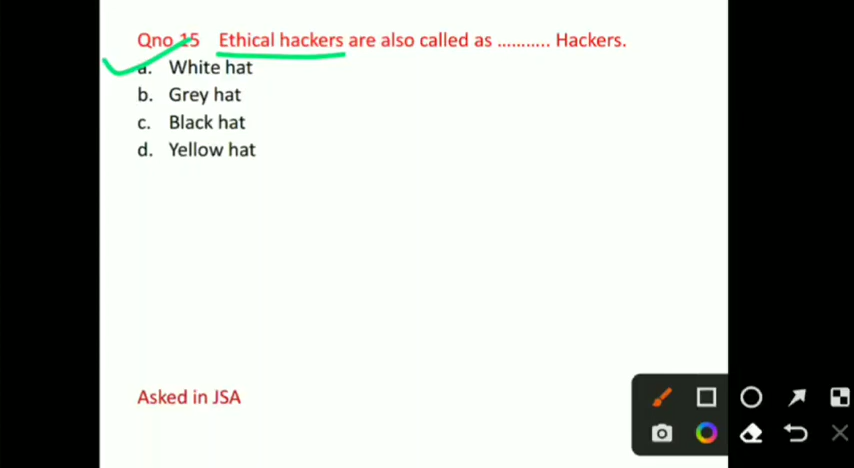 Qno 15 Ethical hackers are also called as ........... Hackers.
a. White hat
b. Grey hat
c. Black hat
d. Yellow hat
Asked in JSA